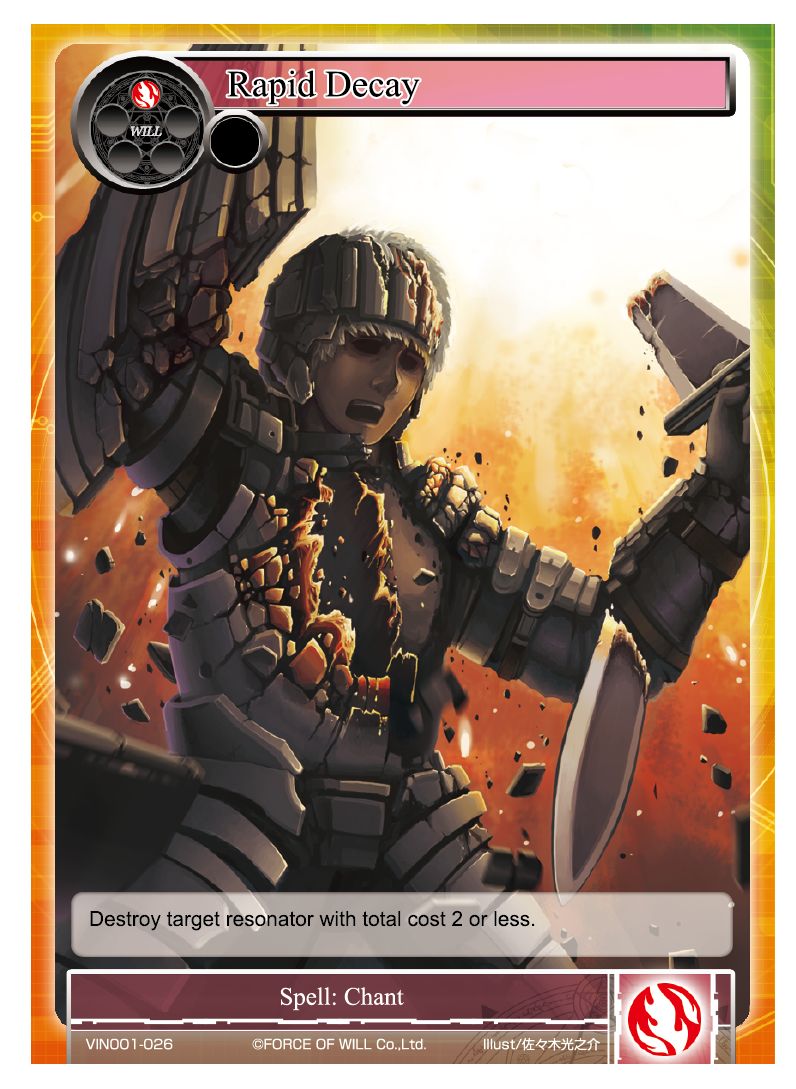 Rapid Decay
WILL
Destroy target resonator with total cost 2 or less.
Spell: Chant
VIN001-026 ©FORCE OF WILL Co.,Ltd. Illust/佐々木光之介